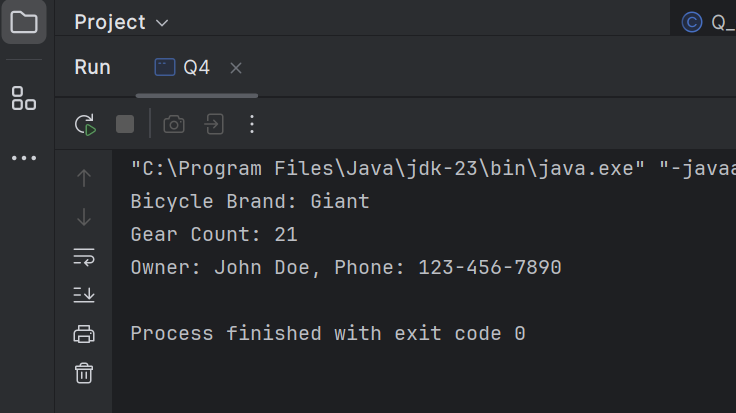 Project
Q_
Run
Q4
"C:\Program Files\Java\jdk-23\bin\java.exe" "-java
Bicycle Brand: Giant
Gear Count: 21
Owner: John Doe, Phone: 123-456-7890
Process finished with exit code 0